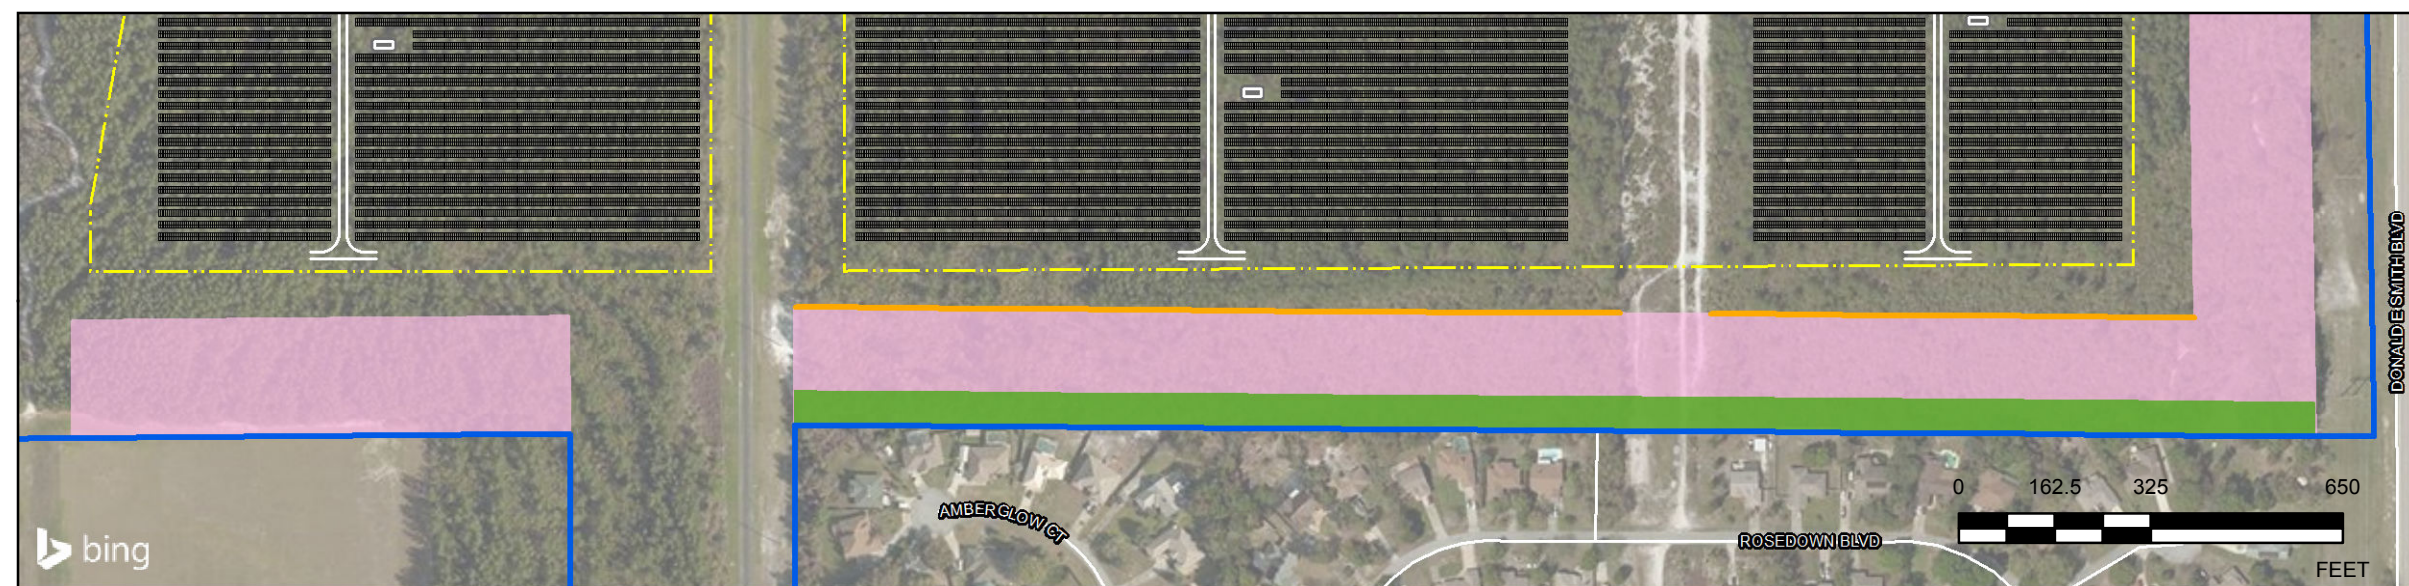 DONALD E SMITH BLVD
0 162.5 325 650
AMBERGLOW CT
ROSEDOWN BLVD
bing
FEET